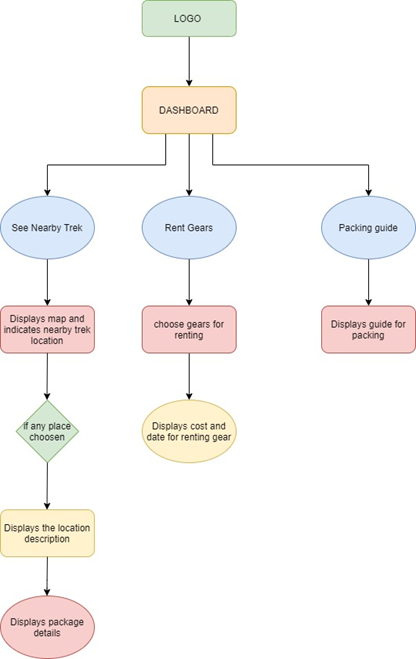 LOGO
DASHBOARD
See Nearby Trek
Rent Gears
Packing guide
Displays map and
indicates nearby trek
location
choose gears for
renting
Displays guide for
packing
if any place
choosen
Displays cost and
date for renting gear
Displays the location
description
Displays package
details